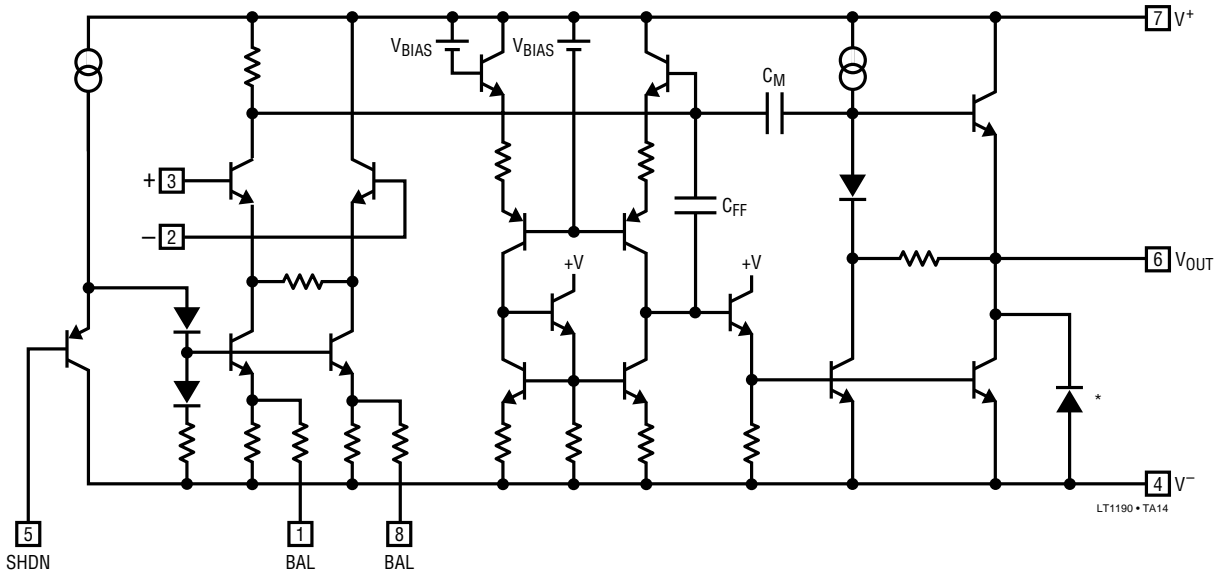 7 V+
VBIAS
VBIAS
CM
+ 3
CFF
− 2
+V
+V
6 VOUT
*
4 V−
LT1190 • TA14
5
SHDN
1
BAL
8
BAL